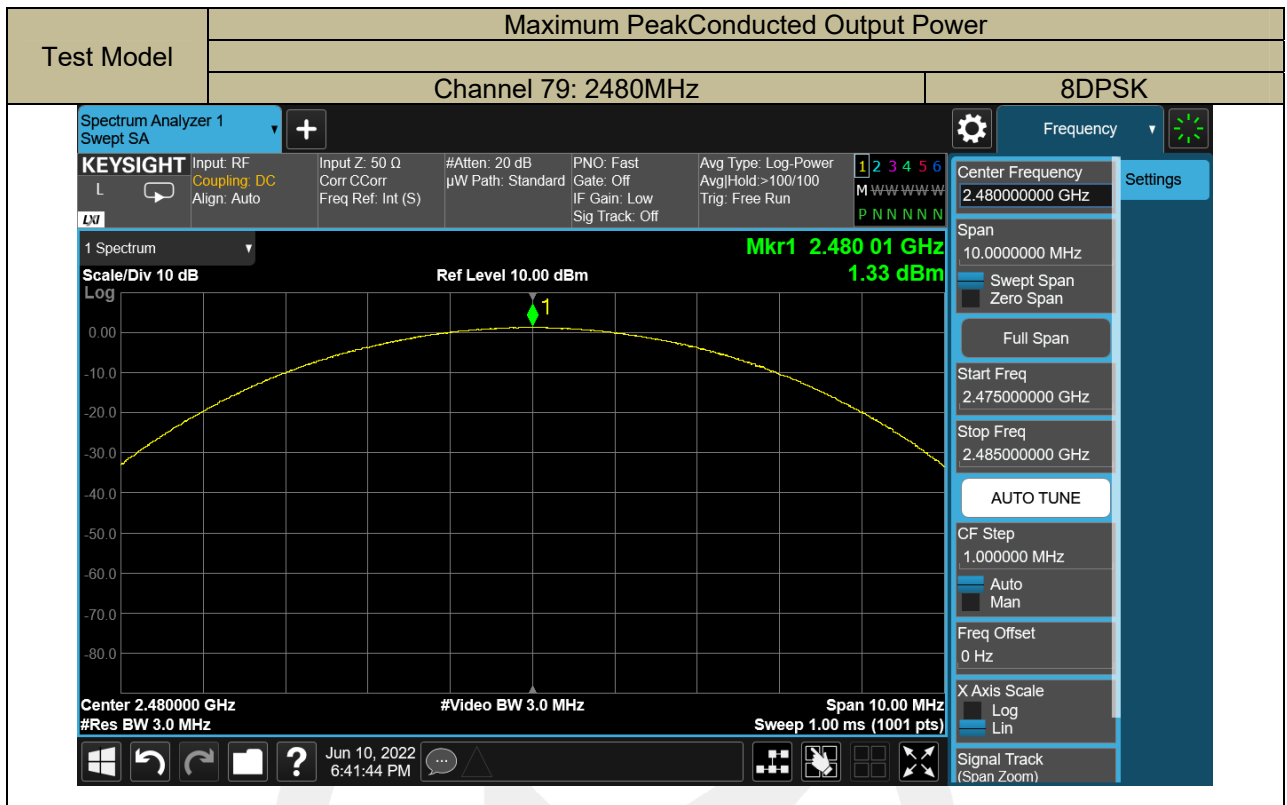 Test Model
Maximum PeakConducted Output Power
Channel 79: 2480MHz
8DPSK
Spectrum Analyzer 1
Swept SA
Frequency
KEYSIGHT
L
LXI
Input: RF
Coupling: DC
Align: Auto
Input Z: 50 Ω
Corr CCorr
Freq Ref: Int (S)
#Atten: 20 dB
µW Path: Standard
PNO: Fast
Gate: Off
IF Gain: Low
Sig Track: Off
Avg Type: Log-Power
Avg|Hold:>100/100
Trig: Free Run
1 2 3 4 5 6
M W W W W W
P N N N N N
1 Spectrum
Scale/Div 10 dB
Log
Ref Level 10.00 dBm
Mkr1 2.480 01 GHz
1.33 dBm
1
0.00
-10.0
-20.0
-30.0
-40.0
-50.0
-60.0
-70.0
-80.0
Center 2.480000 GHz
#Res BW 3.0 MHz
#Video BW 3.0 MHz
Span 10.00 MHz
Sweep 1.00 ms (1001 pts)
Jun 10, 2022
6:41:44 PM
Center Frequency
2.480000000 GHz
Settings
Span
10.0000000 MHz
Swept Span
Zero Span
Full Span
Start Freq
2.475000000 GHz
Stop Freq
2.485000000 GHz
AUTO TUNE
CF Step
1.000000 MHz
Auto
Man
Freq Offset
0 Hz
X Axis Scale
Log
Lin
Signal Track
(Span Zoom)